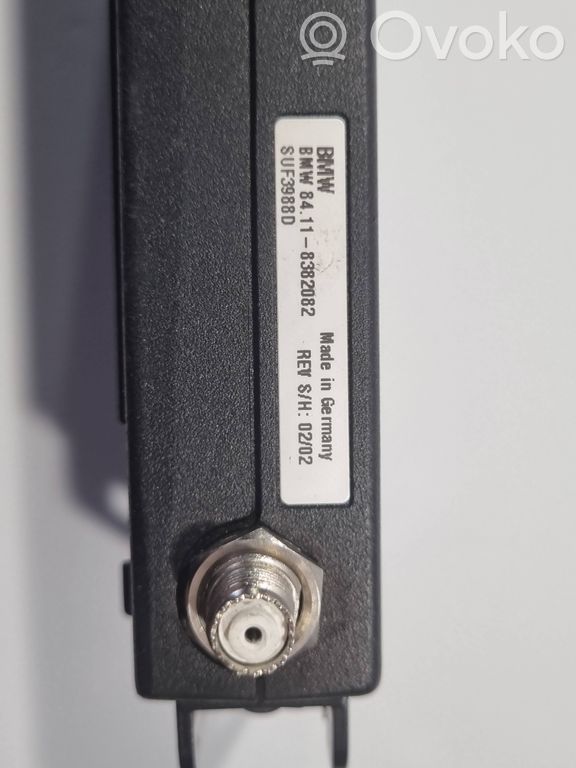 Ovoko
BMW
BMW 84.11-8382082 Made in Germany
SUF3988D REV S/H: 02/02